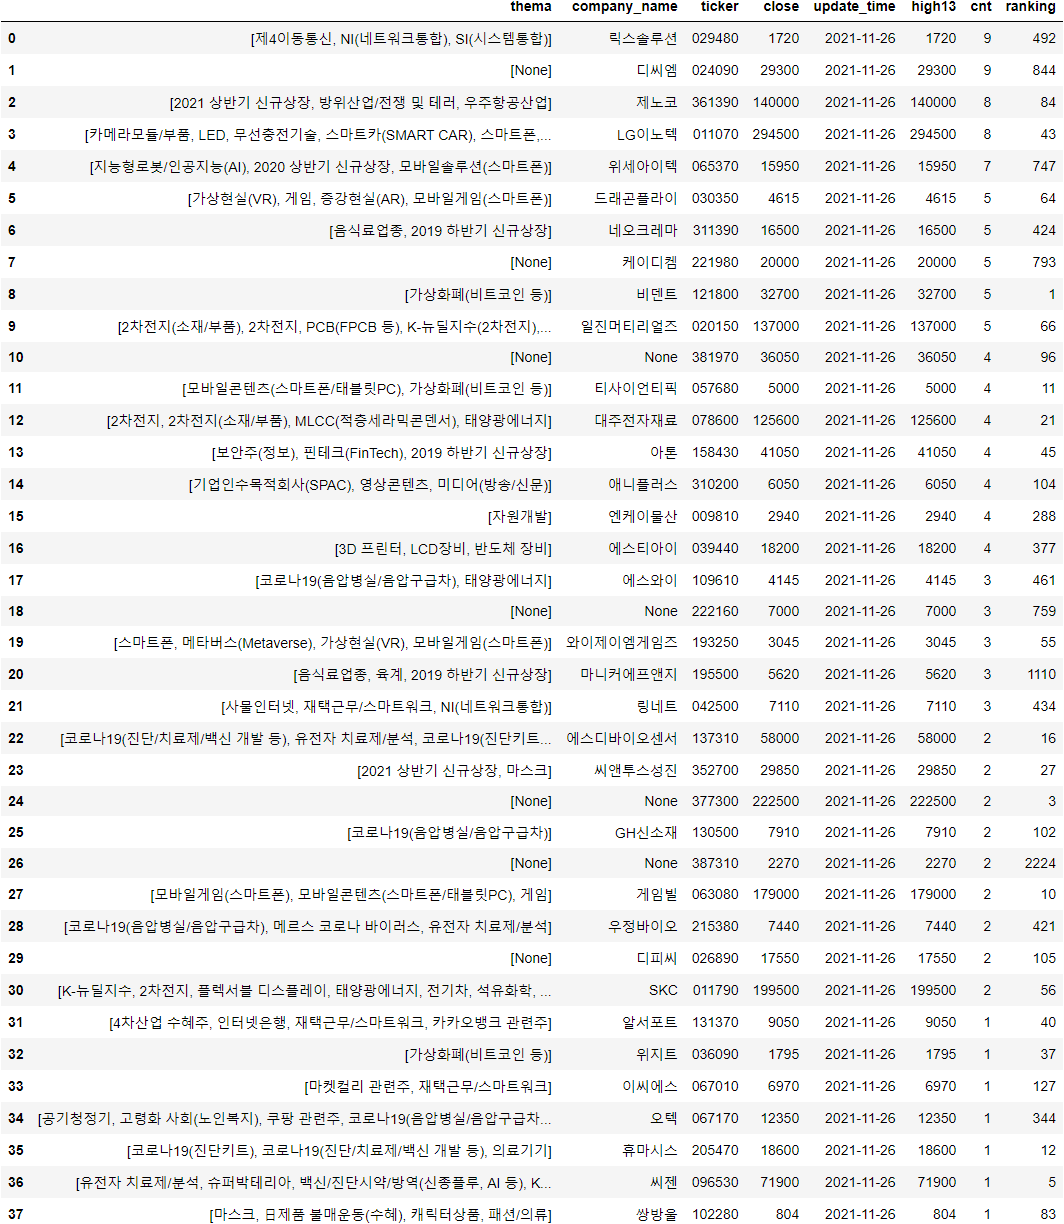 thema company_name ticker close update_time high13 cnt ranking
0 [제4이동통신, NI(네트워크통합), SI(시스템통합)] 릭스솔루션 029480 1720 2021-11-26 1720 9 492
1 [None] 디씨엠 024090 29300 2021-11-26 29300 9 844
2 [2021 상반기 신규상장, 방위산업/전쟁 및 테러, 우주항공산업] 제노코 361390 140000 2021-11-26 140000 8 84
3 [카메라모듈/부품, LED, 무선충전기술, 스마트카(SMART CAR), 스마트폰,... LG이노텍 011070 294500 2021-11-26 294500 8 43
4 [지능형로봇/인공지능(AI), 2020 상반기 신규상장, 모바일솔루션(스마트폰)] 위세아이텍 065370 15950 2021-11-26 15950 7 747
5 [가상현실(VR), 게임, 증강현실(AR), 모바일게임(스마트폰)] 드래곤플라이 030350 4615 2021-11-26 4615 5 64
6 [음식료업종, 2019 하반기 신규상장] 네오크레마 311390 16500 2021-11-26 16500 5 424
7 [None] 케이디켐 221980 20000 2021-11-26 20000 5 793
8 [가상화폐(비트코인 등)] 비덴트 121800 32700 2021-11-26 32700 5 1
9 [2차전지(소재/부품), 2차전지, PCB(FPCB 등), K-뉴딜지수(2차전지),... 일진머티리얼즈 020150 137000 2021-11-26 137000 5 66
10 [None] None 381970 36050 2021-11-26 36050 4 96
11 [모바일콘텐츠(스마트폰/태블릿PC), 가상화폐(비트코인 등)] 티사이언티픽 057680 5000 2021-11-26 5000 4 11
12 [2차전지, 2차전지(소재/부품), MLCC(적층세라믹콘덴서), 태양광에너지] 대주전자재료 078600 125600 2021-11-26 125600 4 21
13 [보안주(정보), 핀테크(FinTech), 2019 하반기 신규상장] 아톤 158430 41050 2021-11-26 41050 4 45
14 [기업인수목적회사(SPAC), 영상콘텐츠, 미디어(방송/신문)] 애니플러스 310200 6050 2021-11-26 6050 4 104
15 [자원개발] 엔케이물산 009810 2940 2021-11-26 2940 4 288
16 [3D 프린터, LCD장비, 반도체 장비] 에스티아이 039440 18200 2021-11-26 18200 4 377
17 [코로나19(음압병실/음압구급차), 태양광에너지] 에스와이 109610 4145 2021-11-26 4145 3 461
18 [None] None 222160 7000 2021-11-26 7000 3 759
19 [스마트폰, 메타버스(Metaverse), 가상현실(VR), 모바일게임(스마트폰)] 와이제이엠게임즈 193250 3045 2021-11-26 3045 3 55
20 [음식료업종, 육계, 2019 하반기 신규상장] 마니커에프앤지 195500 5620 2021-11-26 5620 3 1110
21 [사물인터넷, 재택근무/스마트워크, NI(네트워크통합)] 링네트 042500 7110 2021-11-26 7110 3 434
22 [코로나19(진단/치료제/백신 개발 등), 유전자 치료제/분석, 코로나19(진단키트... 에스디바이오센서 137310 58000 2021-11-26 58000 2 16
23 [2021 상반기 신규상장, 마스크] 씨앤투스성진 352700 29850 2021-11-26 29850 2 27
24 [None] None 377300 222500 2021-11-26 222500 2 3
25 [코로나19(음압병실/음압구급차)] GH신소재 130500 7910 2021-11-26 7910 2 102
26 [None] None 387310 2270 2021-11-26 2270 2 2224
27 [모바일게임(스마트폰), 모바일콘텐츠(스마트폰/태블릿PC), 게임] 게임빌 063080 179000 2021-11-26 179000 2 10
28 [코로나19(음압병실/음압구급차), 메르스 코로나 바이러스, 유전자 치료제/분석] 우정바이오 215380 7440 2021-11-26 7440 2 421
29 [None] 디피씨 026890 17550 2021-11-26 17550 2 105
30 [K-뉴딜지수, 2차전지, 플렉서블 디스플레이, 태양광에너지, 전기차, 석유화학, ... SKC 011790 199500 2021-11-26 199500 2 56
31 [4차산업 수혜주, 인터넷은행, 재택근무/스마트워크, 카카오뱅크 관련주] 알서포트 131370 9050 2021-11-26 9050 1 40
32 [가상화폐(비트코인 등)] 위지트 036090 1795 2021-11-26 1795 1 37
33 [마켓컬리 관련주, 재택근무/스마트워크] 이씨에스 067010 6970 2021-11-26 6970 1 127
34 [공기청정기, 고령화 사회(노인복지), 쿠팡 관련주, 코로나19(음압병실/음압구급차... 오텍 067170 12350 2021-11-26 12350 1 344
35 [코로나19(진단키트), 코로나19(진단/치료제/백신 개발 등), 의료기기] 휴마시스 205470 18600 2021-11-26 18600 1 12
36 [유전자 치료제/분석, 슈퍼박테리아, 백신/진단시약/방역(신종플루, AI 등), K... 씨젠 096530 71900 2021-11-26 71900 1 5
37 [마스크, 日제품 불매운동(수혜), 캐릭터상품, 패션/의류] 쌍방울 102280 804 2021-11-26 804 1 83